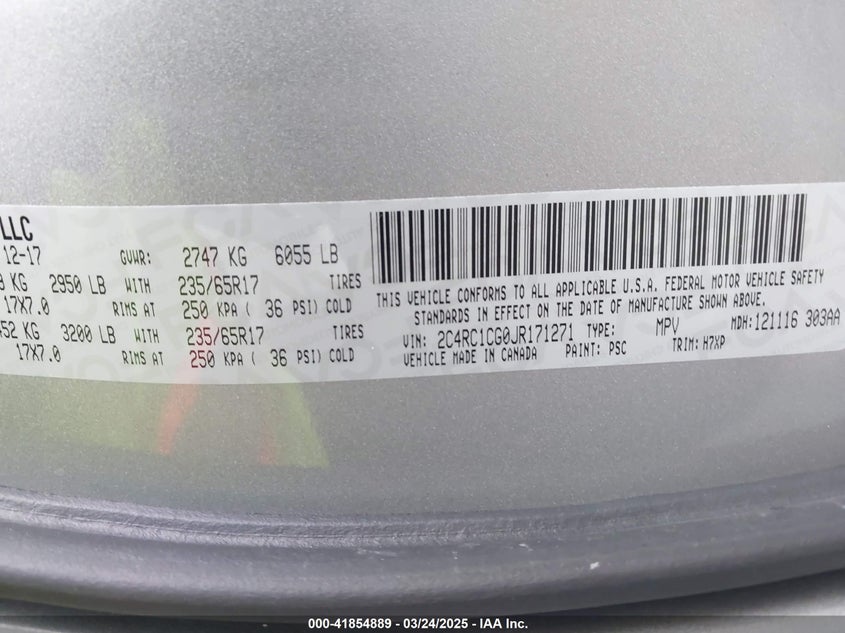 LLC
12-17 GVWR: 2747 KG 6055 LB
KG 2950 LB WITH 235/65R17 TIRES
17X7.0 RIMS AT 250 KPA ( 36 PSI) COLD
452 KG 3200 LB WITH 235/65R17 TIRES
17X7.0 RIMS AT 250 KPA ( 36 PSI) COLD
THIS VEHICLE CONFORMS TO ALL APPLICABLE U.S.A. FEDERAL MOTOR VEHICLE SAFETY
STANDARDS IN EFFECT ON THE DATE OF MANUFACTURE SHOWN ABOVE.
VIN: 2C4RC1CG0JR171271 TYPE: MPV MDH:121116 303AA
VEHICLE MADE IN CANADA PAINT: PSC TRIM: H7XP
000-41854889 - 03/24/2025 - IAA Inc.